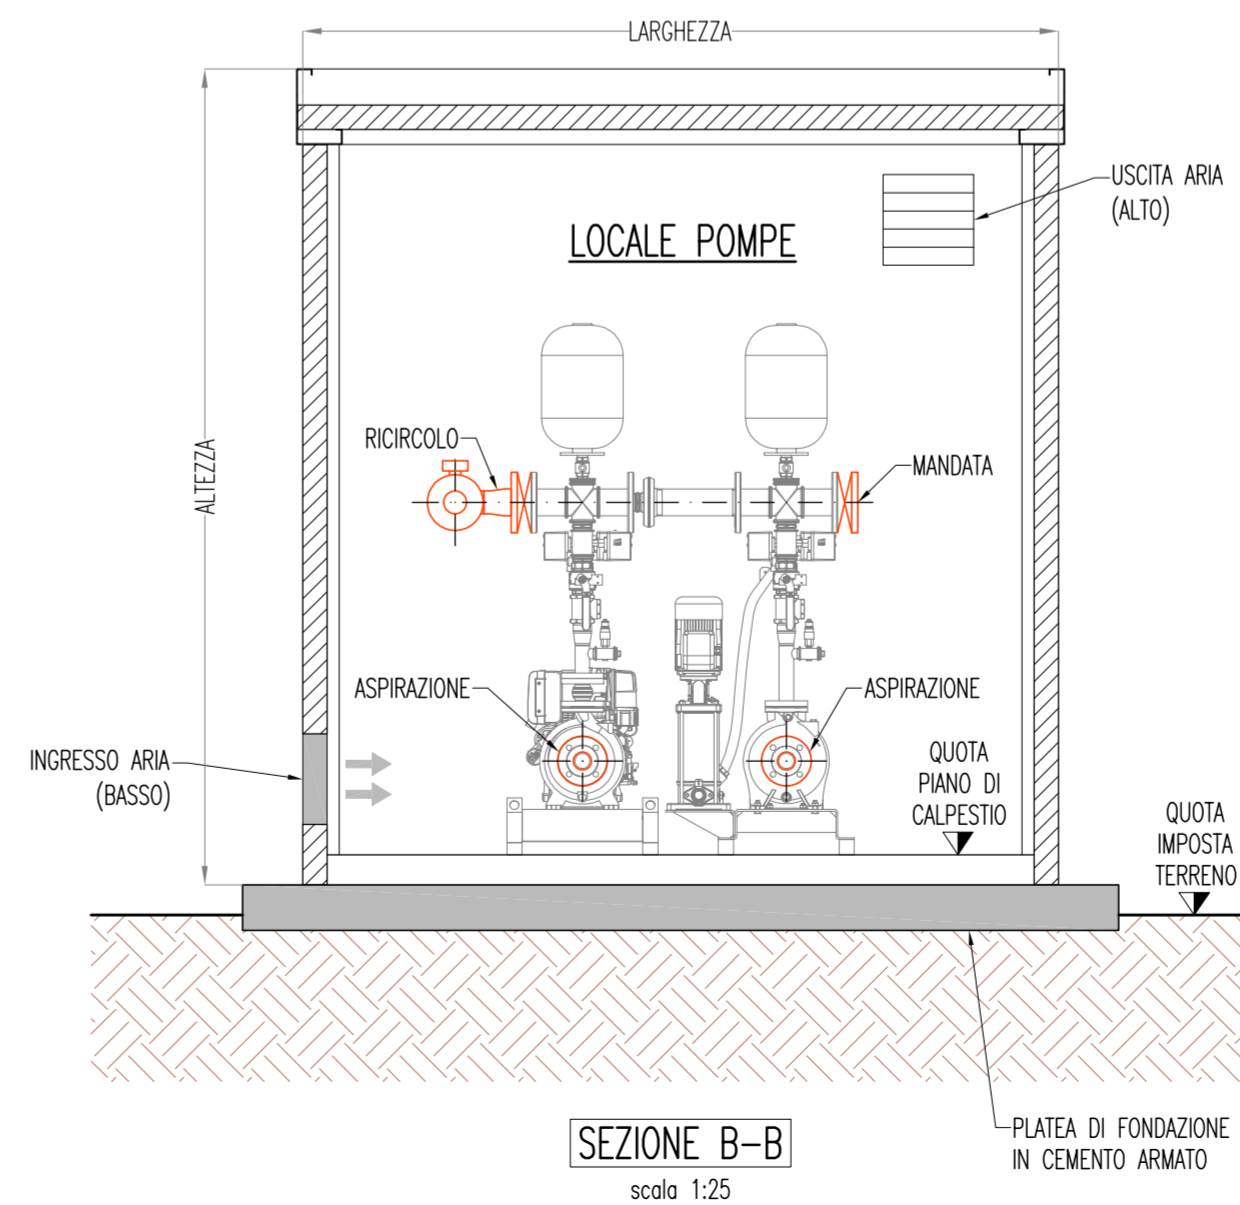 LARGHEZZA
USCITA ARIA
(ALTO)
LOCALE POMPE
RICIRCOLO
MANDATA
ALTEZZA
ASPIRAZIONE
ASPIRAZIONE
INGRESSO ARIA
(BASSO)
QUOTA
PIANO DI
CALPESTIO
QUOTA
IMPOSTA
TERRENO
PLATEA DI FONDAZIONE
IN CEMENTO ARMATO
SEZIONE B-B
scala 1:25